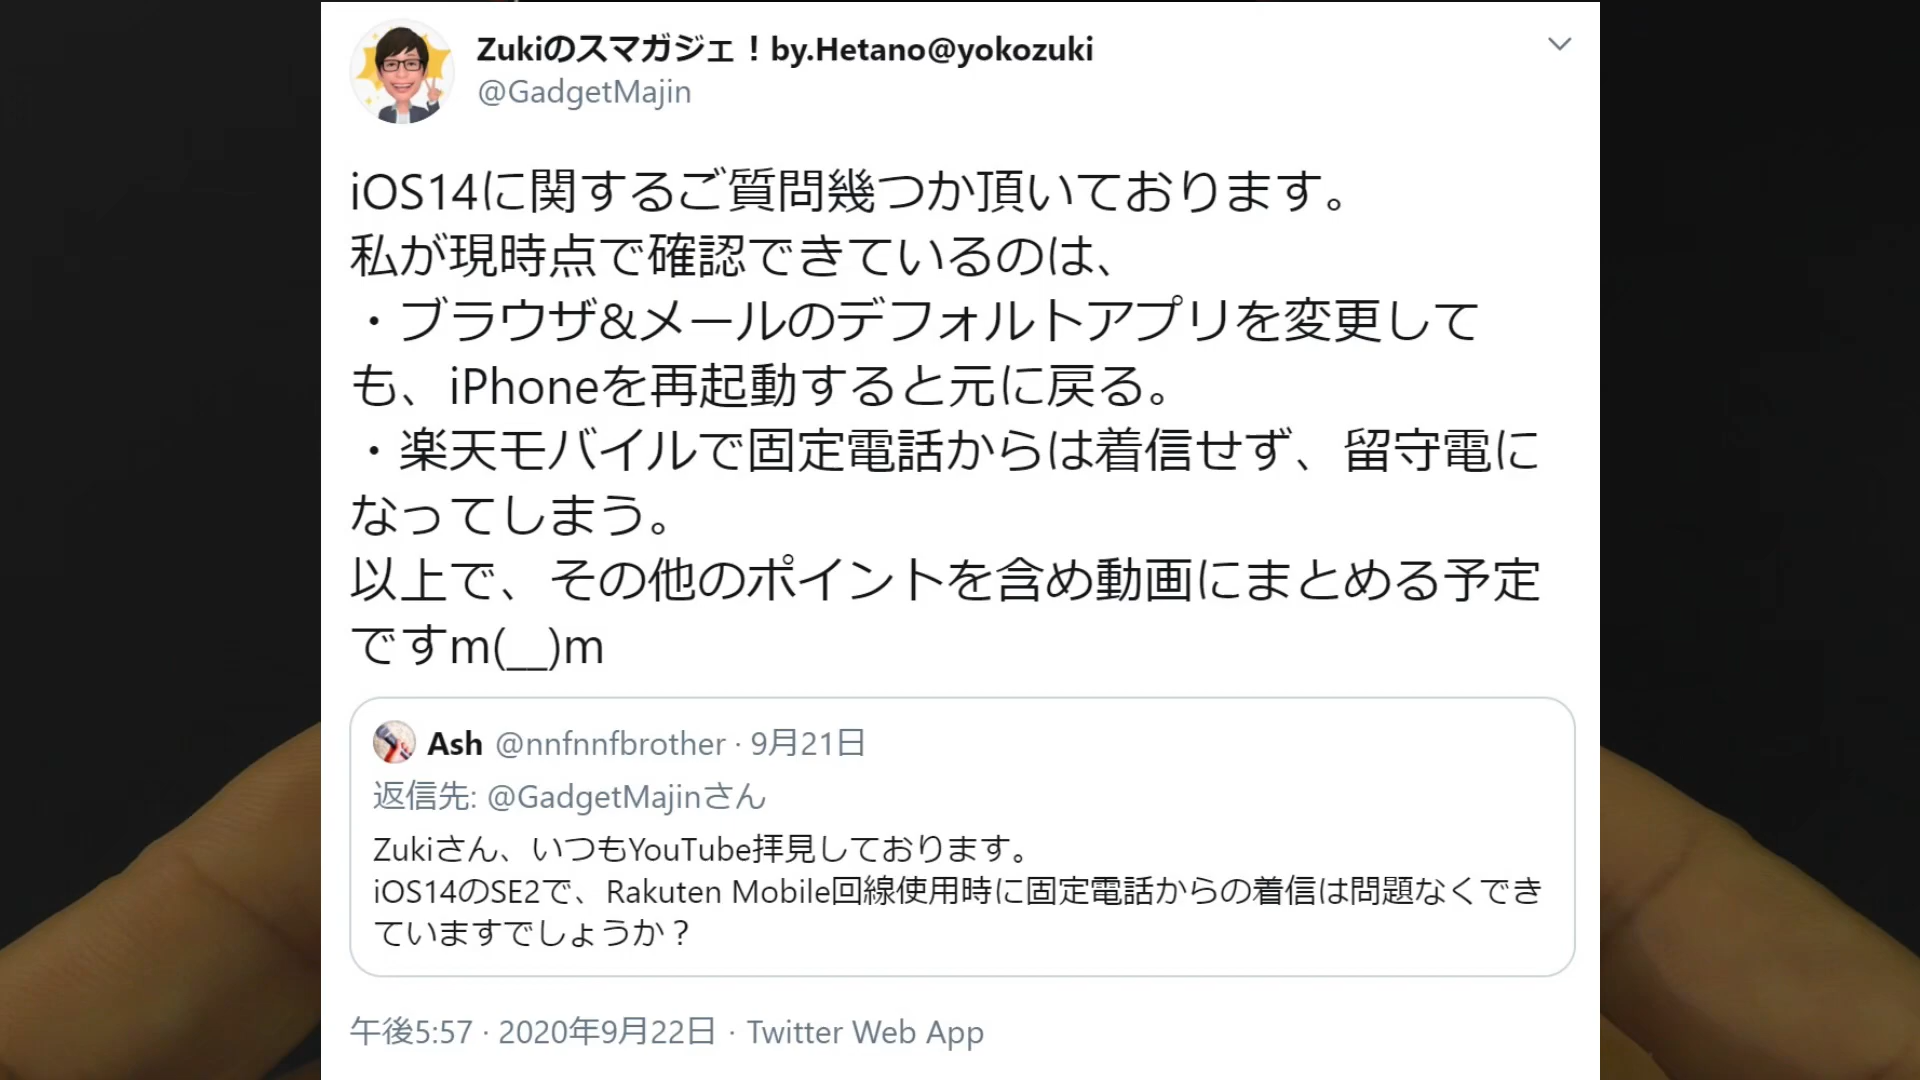 Zukiのスマガジェ！by.Hetano@yokozuki
@GadgetMajin
iOS14に関するご質問幾つか頂いております。
私が現時点で確認できているのは、
・ブラウザ&メールのデフォルトアプリを変更して
も、iPhoneを再起動すると元に戻る。
・楽天モバイルで固定電話からは着信せず、留守電に
なってしまう。
以上で、その他のポイントを含め動画にまとめる予定
ですm(__)m
Ash @nnfnnfbrother · 9月21日
返信先: @GadgetMajinさん
Zukiさん、いつもYouTube拝見しております。
iOS14のSE2で、Rakuten Mobile回線使用時に固定電話からの着信は問題なくでき
ていますでしょうか？
午後5:57 · 2020年9月22日 · Twitter Web App